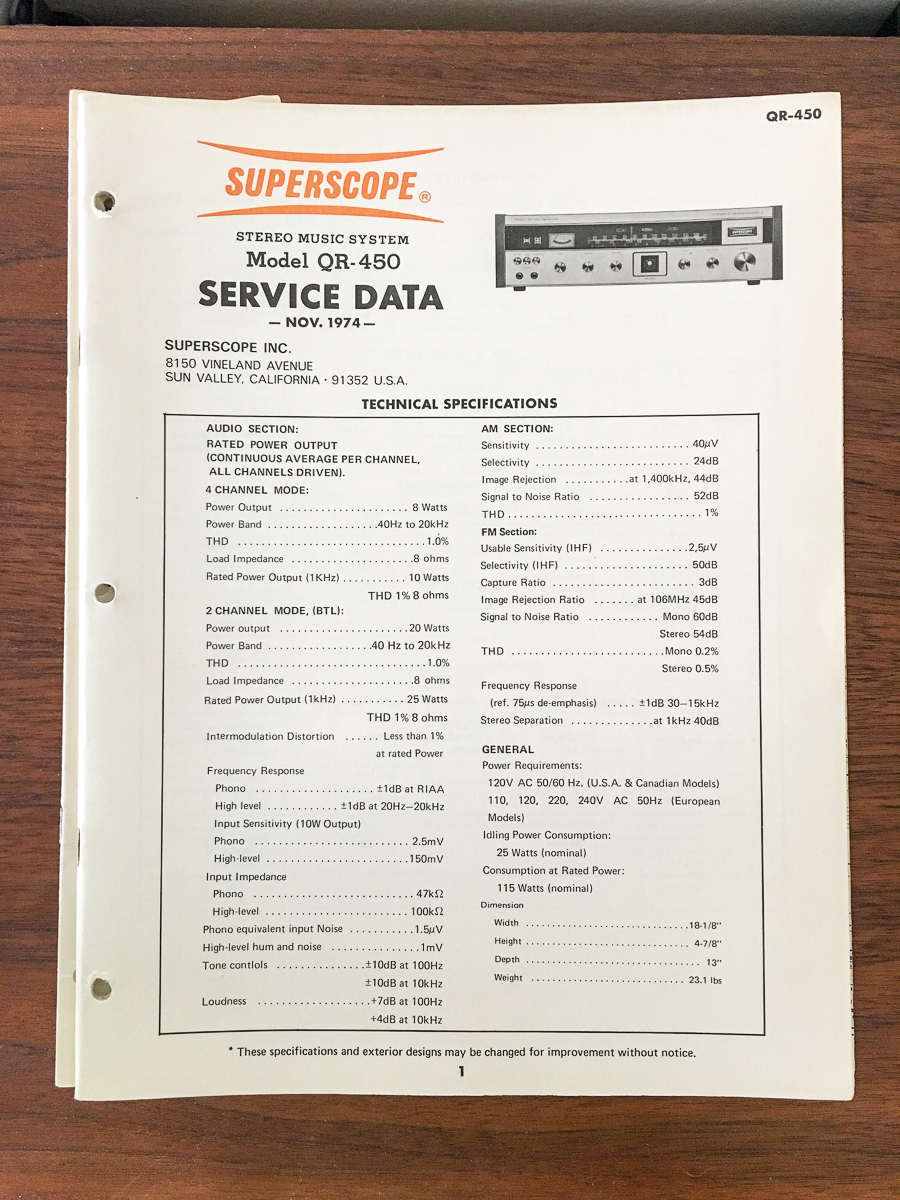 QR-450
SUPERSCOPE®
STEREO MUSIC SYSTEM
Model QR-450
SERVICE DATA
— NOV. 1974 —
SUPERSCOPE INC.
8150 VINELAND AVENUE
SUN VALLEY, CALIFORNIA · 91352 U.S.A.
TECHNICAL SPECIFICATIONS
AUDIO SECTION:
RATED POWER OUTPUT
(CONTINUOUS AVERAGE PER CHANNEL,
ALL CHANNELS DRIVEN).
4 CHANNEL MODE:
Power Output ...................... 8 Watts
Power Band ...................40Hz to 20kHz
THD .................................1.0%
Load Impedance .....................8 ohms
Rated Power Output (1KHz) ........... 10 Watts
THD 1% 8 ohms
2 CHANNEL MODE, (BTL):
Power output ......................20 Watts
Power Band ..................40 Hz to 20kHz
THD .................................1.0%
Load Impedance .....................8 ohms
Rated Power Output (1kHz) ........... 25 Watts
THD 1% 8 ohms
Intermodulation Distortion ...... Less than 1%
at rated Power
Frequency Response
Phono .................... ±1dB at RIAA
High level ............ ±1dB at 20Hz—20kHz
Input Sensitivity (10W Output)
Phono ........................... 2.5mV
High-level ........................150mV
Input Impedance
Phono ........................... 47kΩ
High-level ........................ 100kΩ
Phono equivalent input Noise ...........1.5µV
High-level hum and noise ...............1mV
Tone contlols ...............±10dB at 100Hz
±10dB at 10kHz
Loudness ...................+7dB at 100Hz
+4dB at 10kHz
AM SECTION:
Sensitivity .......................... 40µV
Selectivity .......................... 24dB
Image Rejection ...........at 1,400kHz, 44dB
Signal to Noise Ratio ................. 52dB
THD ................................. 1%
FM Section:
Usable Sensitivity (IHF) ...............2,5µV
Selectivity (IHF) ..................... 50dB
Capture Ratio ........................ 3dB
Image Rejection Ratio ....... at 106MHz 45dB
Signal to Noise Ratio ............ Mono 60dB
Stereo 54dB
THD ..........................Mono 0.2%
Stereo 0.5%
Frequency Response
(ref. 75µs de-emphasis) ..... ±1dB 30—15kHz
Stereo Separation ..............at 1kHz 40dB
GENERAL
Power Requirements:
120V AC 50/60 Hz. (U.S.A. & Canadian Models)
110, 120, 220, 240V AC 50Hz (European
Models)
Idling Power Consumption:
25 Watts (nominal)
Consumption at Rated Power:
115 Watts (nominal)
Dimension
Width ............................18-1/8"
Height ............................ 4-7/8"
Depth .............................. 13"
Weight .......................... 23.1 lbs
* These specifications and exterior designs may be changed for improvement without notice.
1